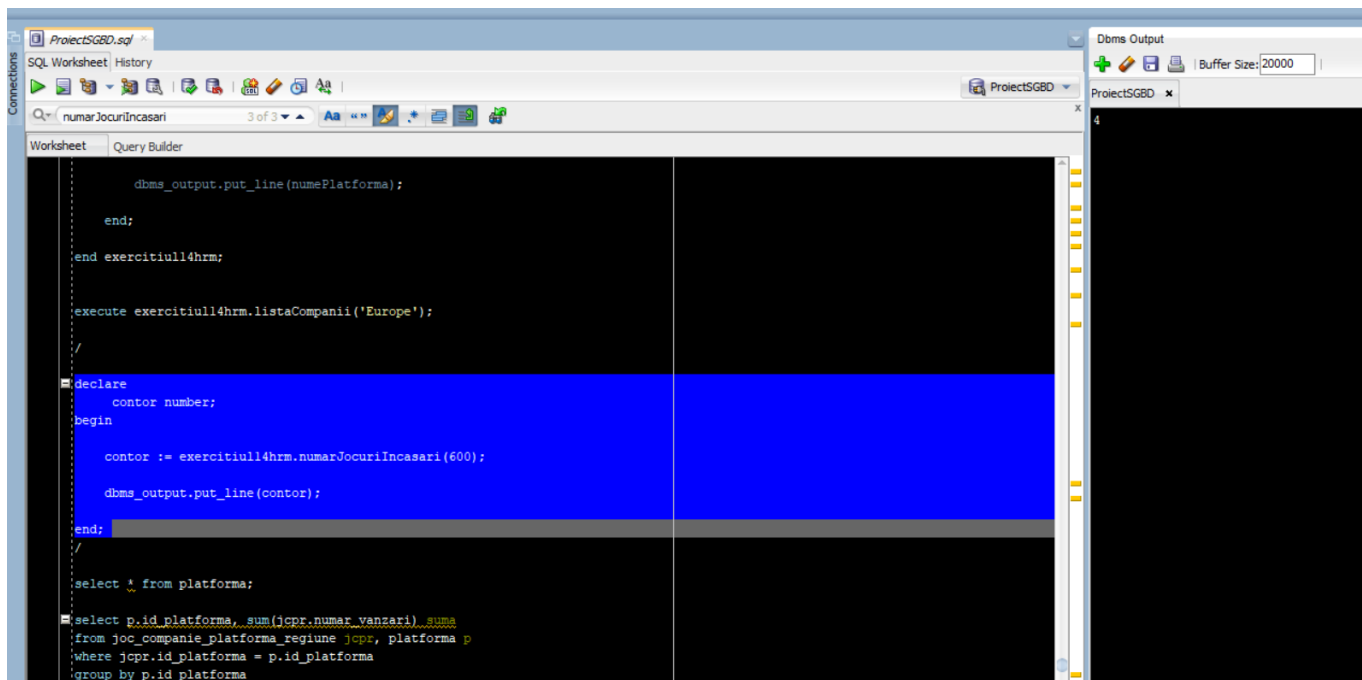 ProiectSGBD.sql
Dbms Output
Connections
SQL Worksheet History
Buffer Size: 20000
ProiectSGBD
ProiectSGBD
numarJocuriIncasari 3 of 3 Aa “”
4
Worksheet Query Builder
dbms_output.put_line(numePlatforma);
end;
end exercitiul14hrm;
execute exercitiul14hrm.listaCompanii('Europe');
/
declare
contor number;
begin
contor := exercitiul14hrm.numarJocuriIncasari(600);
dbms_output.put_line(contor);
end;
/
select * from platforma;
select p.id_platforma, sum(jcpr.numar_vanzari) suma
from joc_companie_platforma_regiune jcpr, platforma p
where jcpr.id_platforma = p.id_platforma
group by p.id_platforma